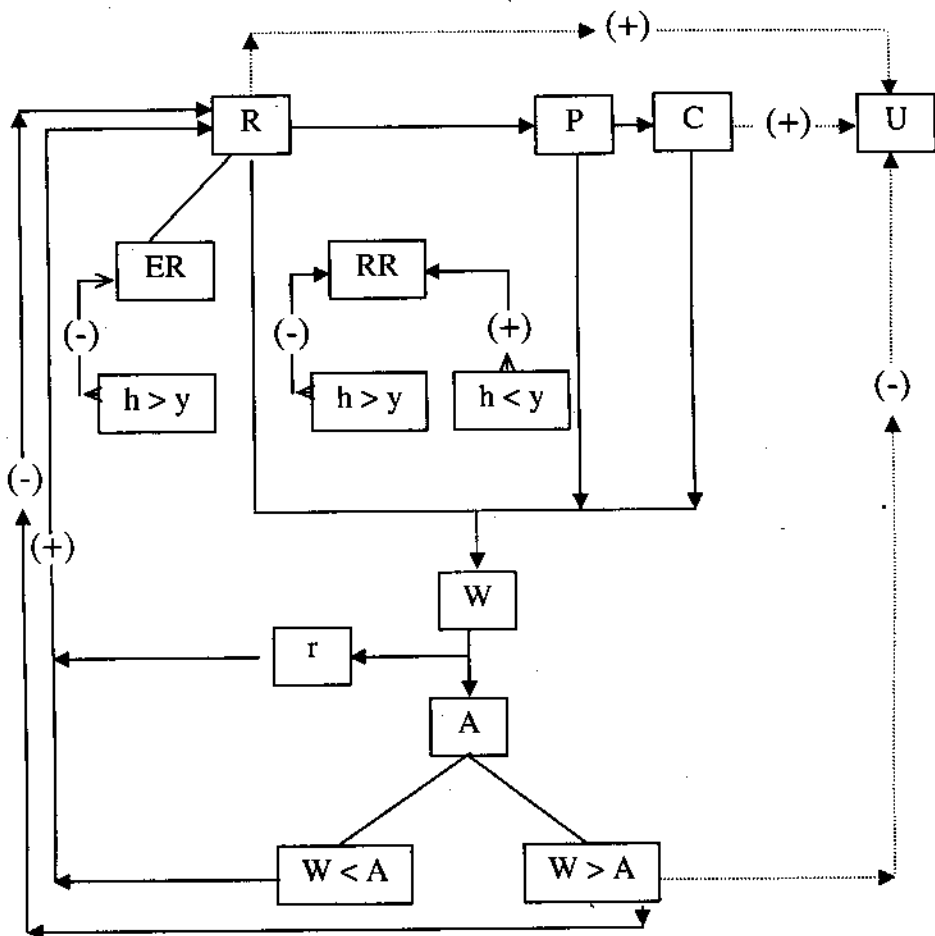 (+)
R
P
C
(+)
U
ER
RR
(-)
(-)
(+)
h > y
h > y
h < y
(-)
(-)
(+)
W
r
A
W < A
W > A